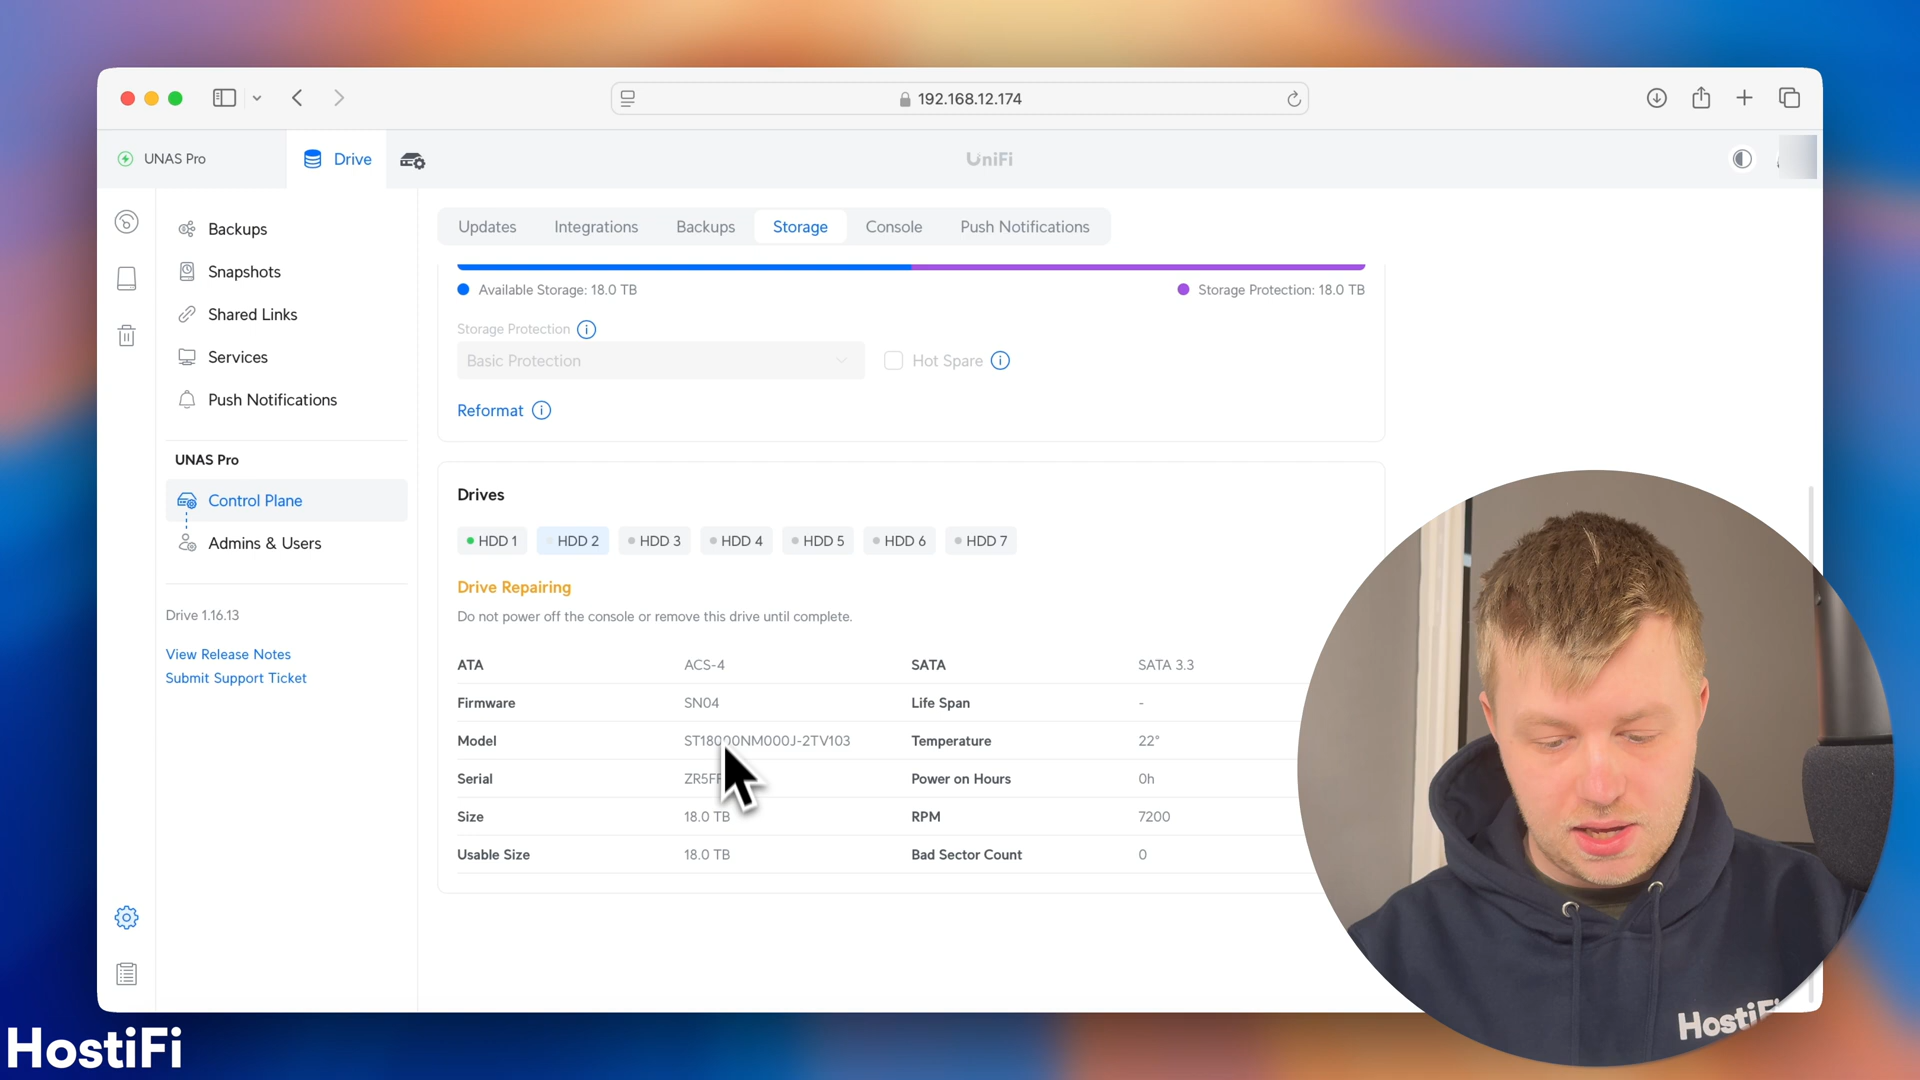 192.168.12.174
UNAS Pro
Drive
UniFi
Backups
Snapshots
Shared Links
Services
Push Notifications
UNAS Pro
Control Plane
Admins & Users
Drive 1.16.13
View Release Notes
Submit Support Ticket
Updates Integrations Backups Storage Console Push Notifications
Available Storage: 18.0 TB Storage Protection: 18.0 TB
Storage Protection
Basic Protection Hot Spare
Reformat
Drives
HDD 1 HDD 2 HDD 3 HDD 4 HDD 5 HDD 6 HDD 7
Drive Repairing
Do not power off the console or remove this drive until complete.
ATA ACS-4 SATA SATA 3.3
Firmware SN04 Life Span -
Model ST18000NM000J-2TV103 Temperature 22°
Serial Power on Hours 0h
Size 18.0 TB RPM 7200
Usable Size 18.0 TB Bad Sector Count 0
HostiFi
HostiFi